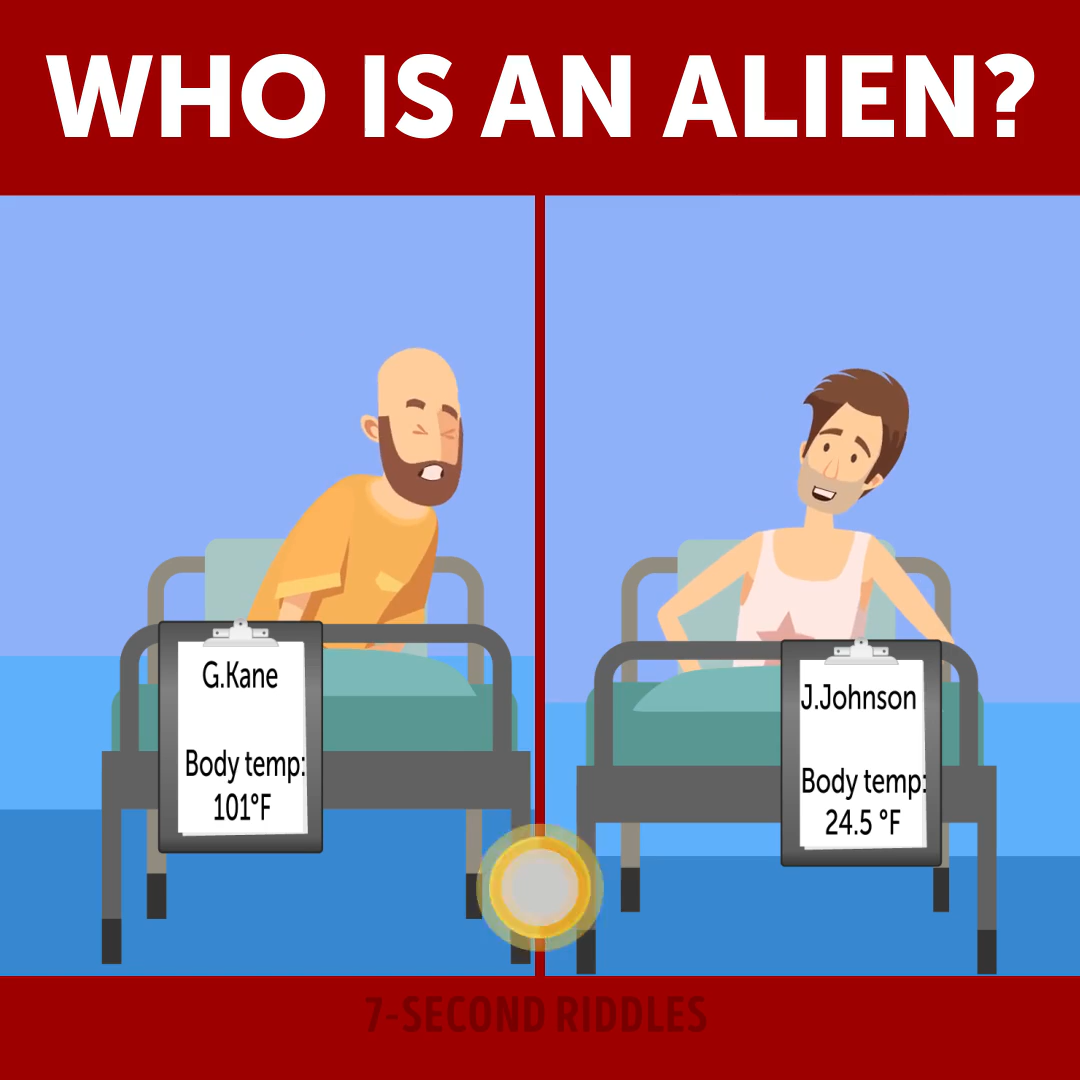 WHO IS AN ALIEN?
G.Kane
Body temp:
101°F
J.Johnson
Body temp:
24.5 °F
7-SECOND RIDDLES